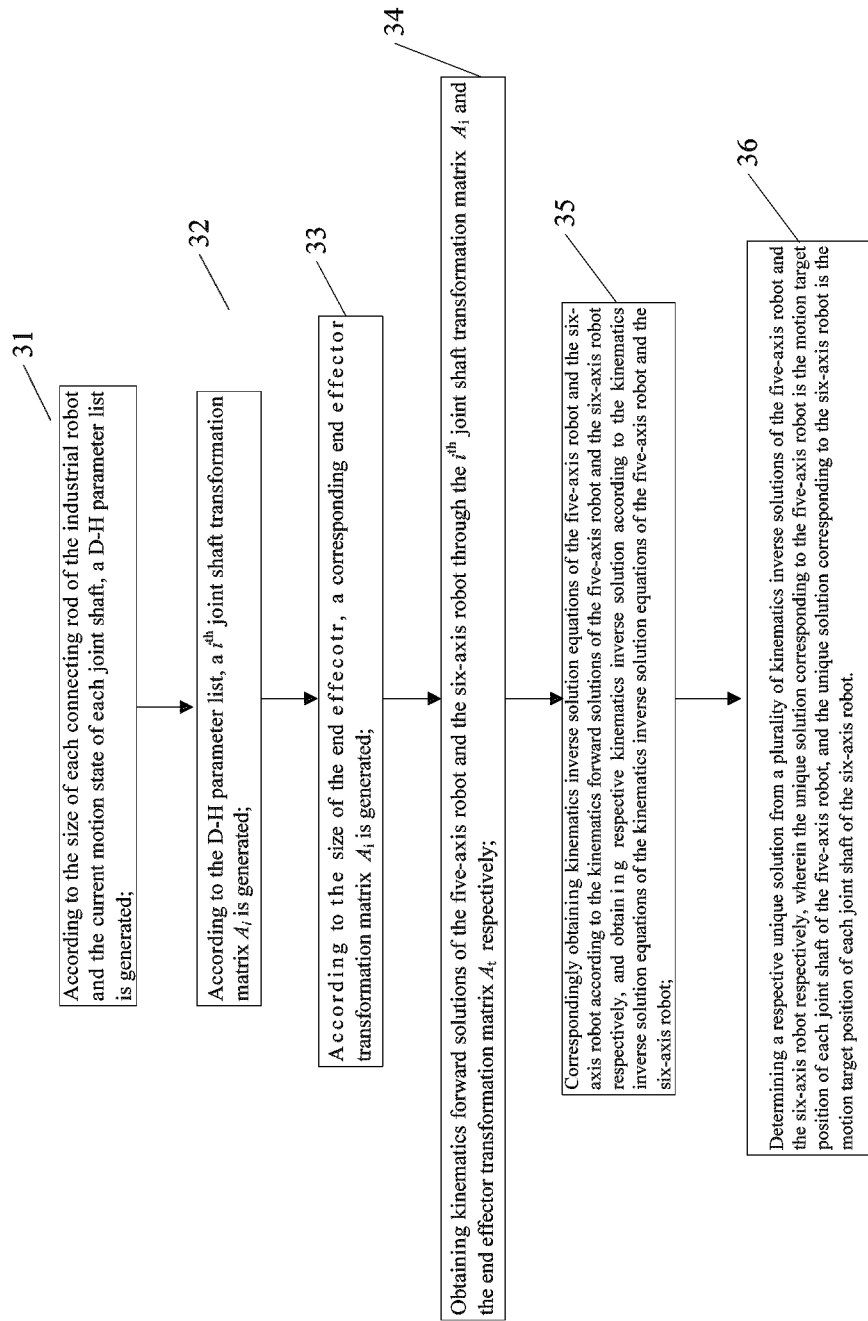 31
According to the size of each connecting rod of the industrial robot
and the current motion state of each joint shaft, a D-H parameter list
is generated;
32
According to the D-H parameter list, a ith joint shaft transformation
matrix Ai is generated;
33
According to the size of the end effecotr, a corresponding end effector
transformation matrix Ai is generated;
34
Obtaining kinematics forward solutions of the five-axis robot and the six-axis robot through the ith joint shaft transformation matrix Ai and
the end effector transformation matrix At respectively;
35
Correspondingly obtaining kinematics inverse solution equations of the five-axis robot and the six-
axis robot according to the kinematics forward solutions of the five-axis robot and the six-axis robot
respectively, and obtaining respective kinematics inverse solution according to the kinematics
inverse solution equations of the kinematics inverse solution equations of the five-axis robot and the
six-axis robot;
36
Determining a respective unique solution from a plurality of kinematics inverse solutions of the five-axis robot and
the six-axis robot respectively, wherein the unique solution corresponding to the five-axis robot is the motion target
position of each joint shaft of the five-axis robot, and the unique solution corresponding to the six-axis robot is the
motion target position of each joint shaft of the six-axis robot.